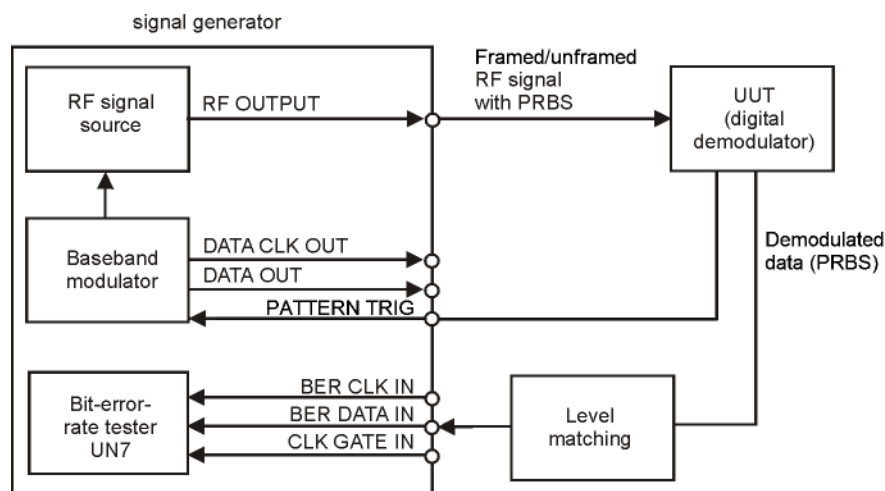 signal generator
RF signal
source
RF OUTPUT
Framed/unframed
RF signal
with PRBS
UUT
(digital
demodulator)
Baseband
modulator
DATA CLK OUT
DATA OUT
PATTERN TRIG
Demodulated
data (PRBS)
Bit-error-
rate tester
UN7
BER CLK IN
BER DATA IN
CLK GATE IN
Level
matching